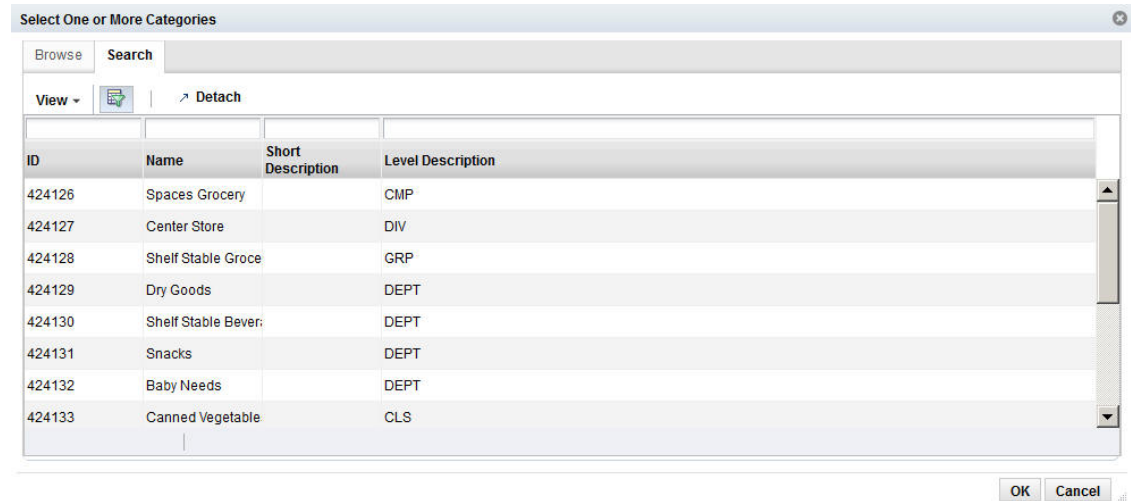 Select One or More Categories
Browse Search
View Detach
ID Name Short Description Level Description
424126 Spaces Grocery CMP
424127 Center Store DIV
424128 Shelf Stable Groce GRP
424129 Dry Goods DEPT
424130 Shelf Stable Bever DEPT
424131 Snacks DEPT
424132 Baby Needs DEPT
424133 Canned Vegetable CLS
OK Cancel